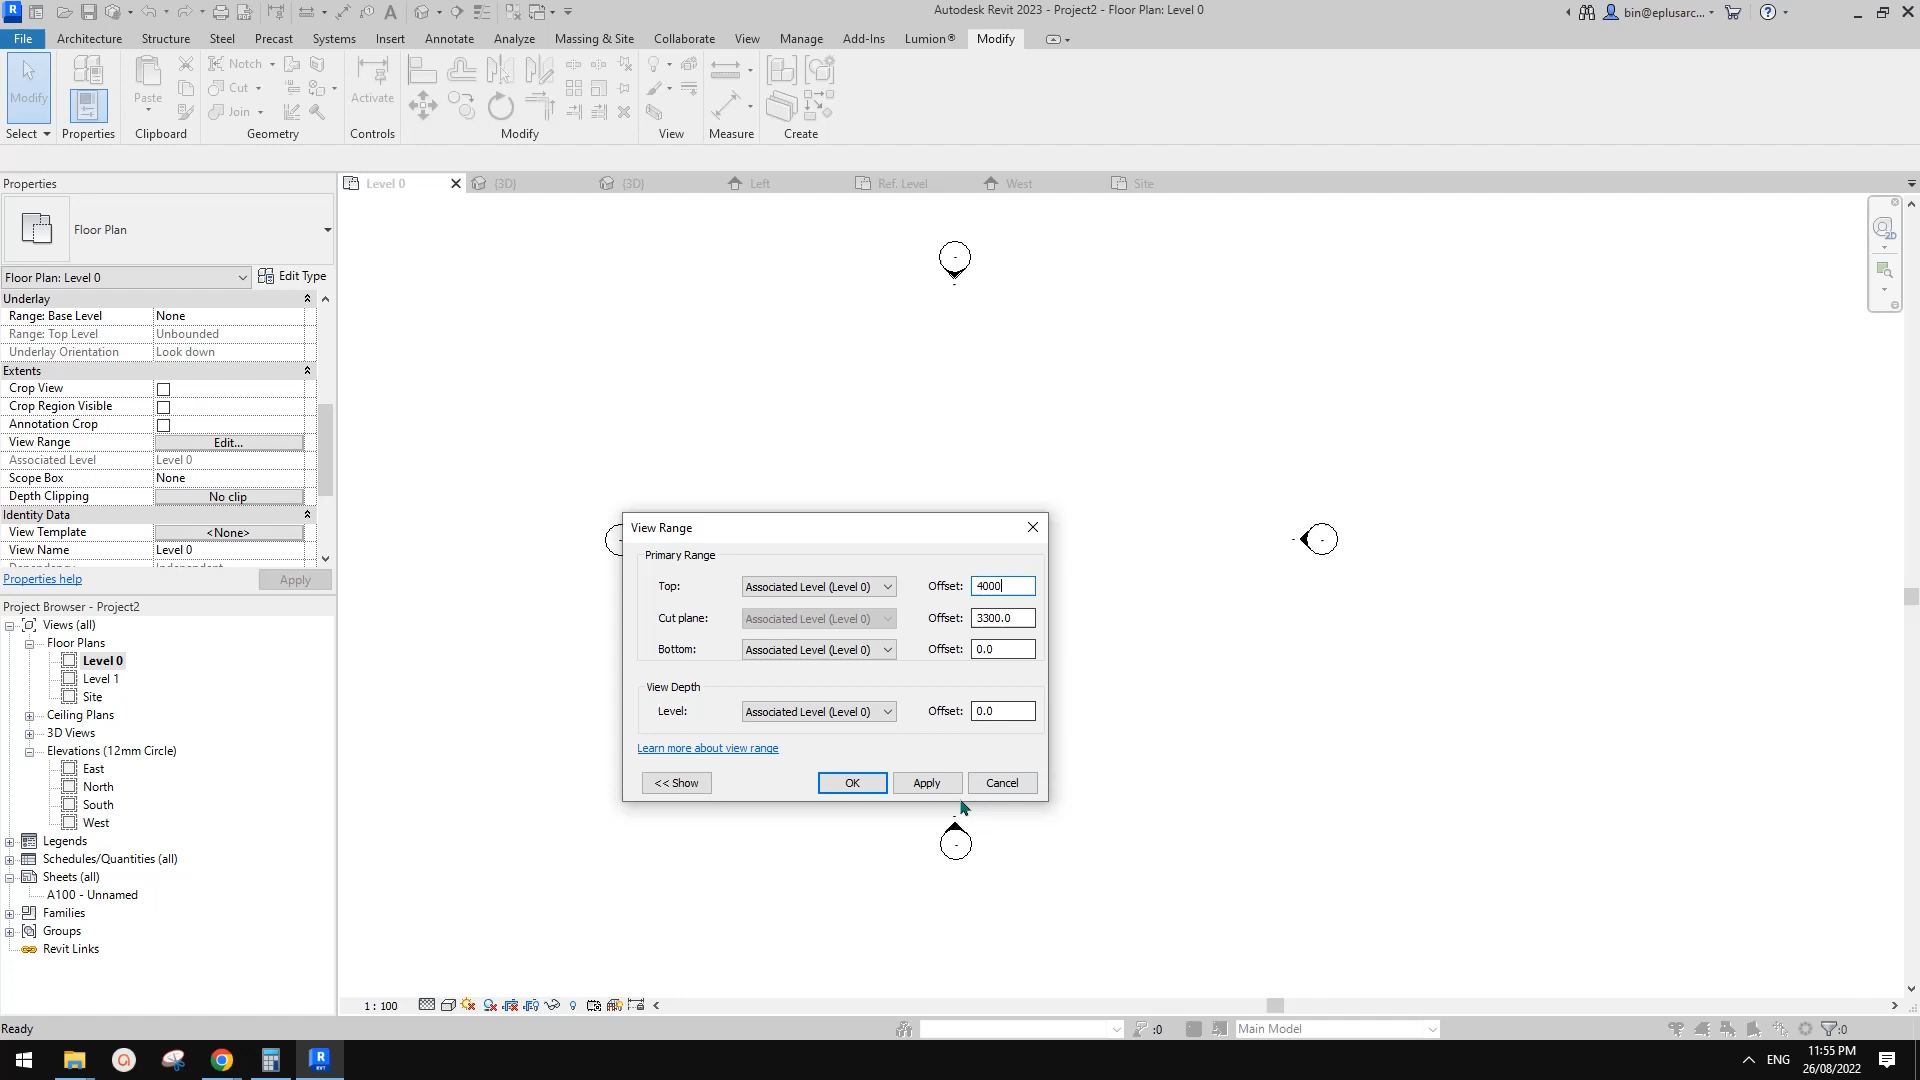 Autodesk Revit 2023 - Project2 - Floor Plan: Level 0
bin@eplusarc...
File Architecture Structure Steel Precast Systems Insert Annotate Analyze Massing & Site Collaborate View Manage Add-Ins Lumion® Modify
Modify
Paste
Notch
Cut
Join
Activate
Select Properties Clipboard Geometry Controls Modify View Measure Create
Properties
Level 0 {3D} {3D} Left Ref. Level West Site
Floor Plan
Floor Plan: Level 0 Edit Type
Underlay
Range: Base Level None
Range: Top Level Unbounded
Underlay Orientation Look down
Extents
Crop View
Crop Region Visible
Annotation Crop
View Range Edit...
Associated Level Level 0
Scope Box None
Depth Clipping No clip
Identity Data
View Template <None>
View Name Level 0
Properties help Apply
Project Browser - Project2
Views (all)
Floor Plans
Level 0
Level 1
Site
Ceiling Plans
3D Views
Elevations (12mm Circle)
East
North
South
West
Legends
Schedules/Quantities (all)
Sheets (all)
A100 - Unnamed
Families
Groups
Revit Links
View Range
Primary Range
Top: Associated Level (Level 0) Offset: 4000
Cut plane: Associated Level (Level 0) Offset: 3300.0
Bottom: Associated Level (Level 0) Offset: 0.0
View Depth
Level: Associated Level (Level 0) Offset: 0.0
Learn more about view range
<< Show OK Apply Cancel
2D
1 : 100
Ready :0 Main Model :0
ENG 11:55 PM
26/08/2022